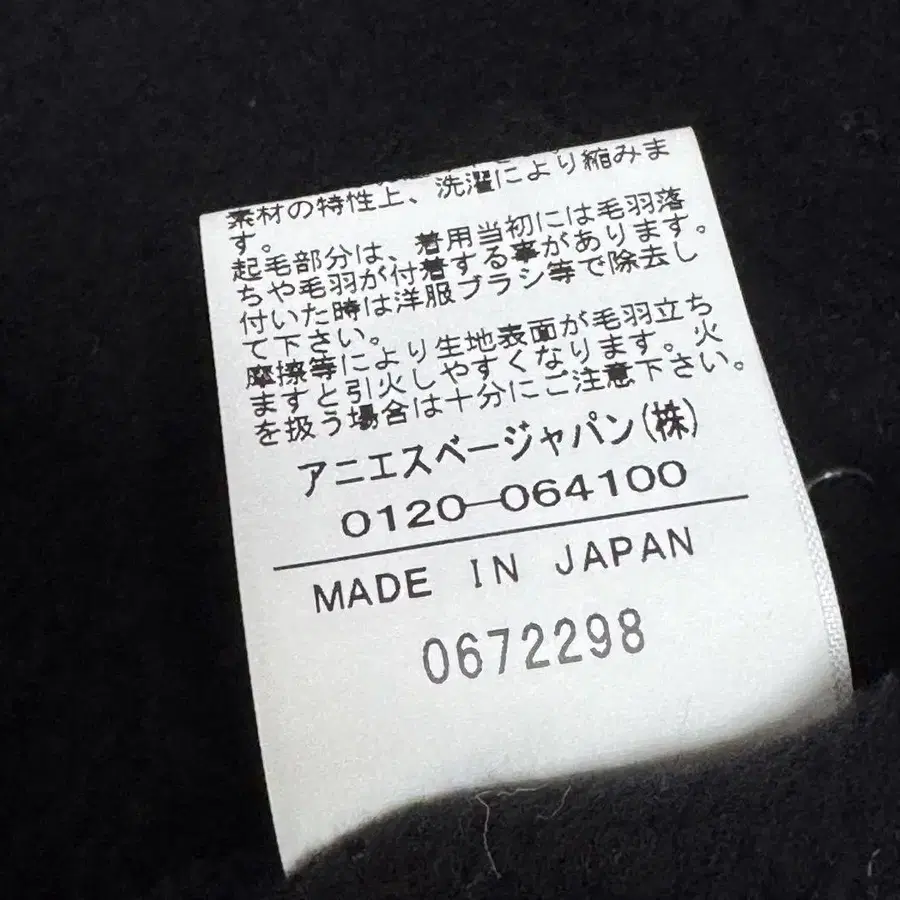 素材の特性上、洗濯により縮みま
す。
起毛部分は、着用当初には毛羽落
ちや毛羽が付着する事があります。
付いた時は洋服ブラシ等で除去し
て下さい。
摩擦等により生地表面が毛羽立ち
ますと引火しやすくなります。火
を扱う場合は十分にご注意下さい。
アニエスベージャパン(株)
0120-064100
MADE IN JAPAN
0672298